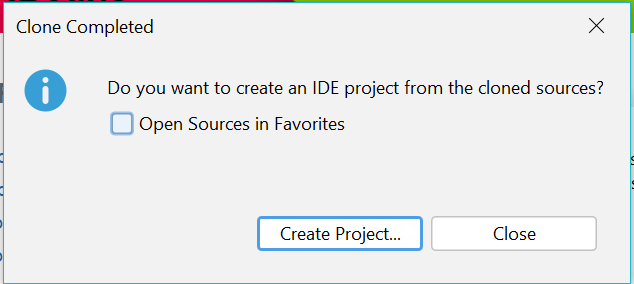 Clone Completed
Do you want to create an IDE project from the cloned sources?
Open Sources in Favorites
Create Project...
Close